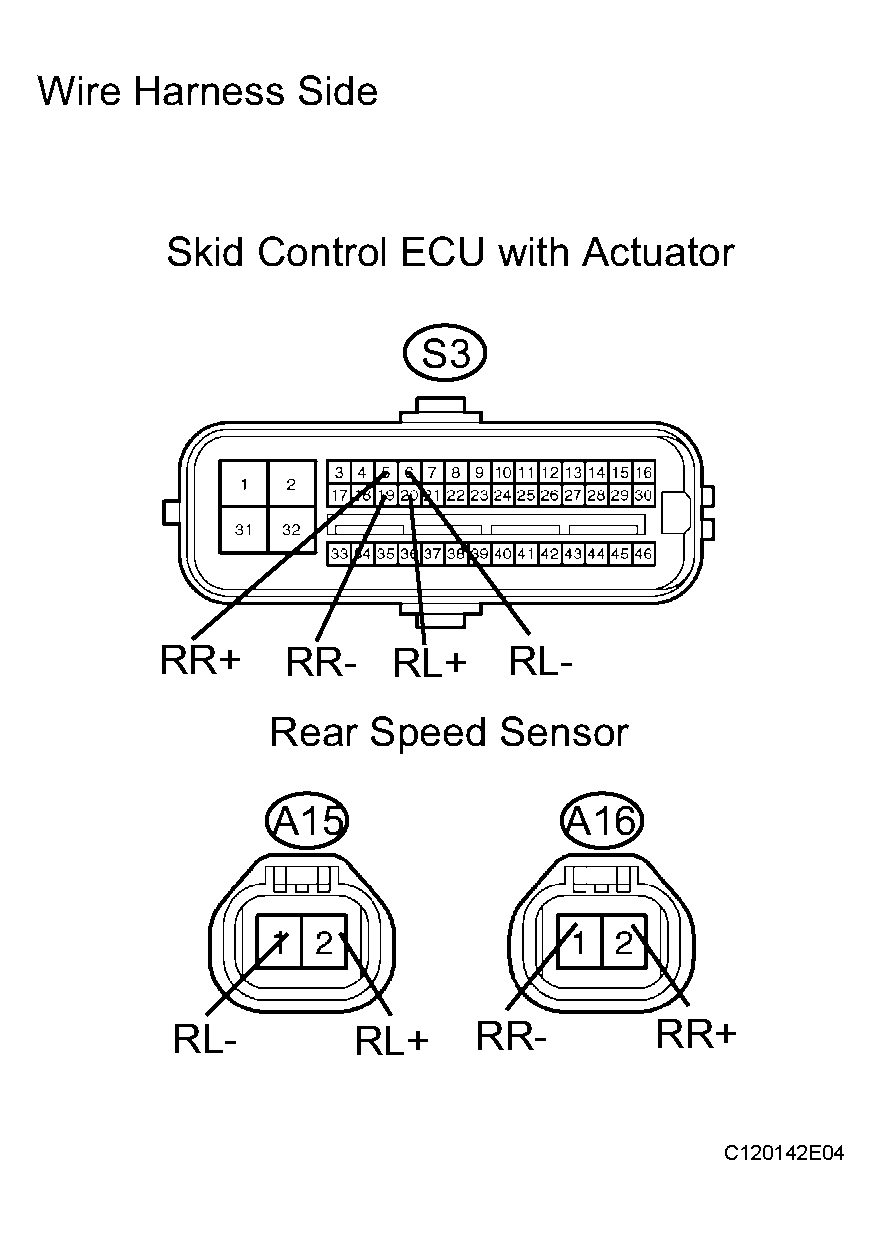 Wire Harness Side
Skid Control ECU with Actuator
S3
1 2 3 4 5 6 7 8 9 10 11 12 13 14 15 16
17 18 19 20 21 22 23 24 25 26 27 28 29 30
31 32
33 34 35 36 37 38 39 40 41 42 43 44 45 46
RR+ RR- RL+ RL-
Rear Speed Sensor
A15 A16
1 2 1 2
RL- RL+ RR- RR+
C120142E04